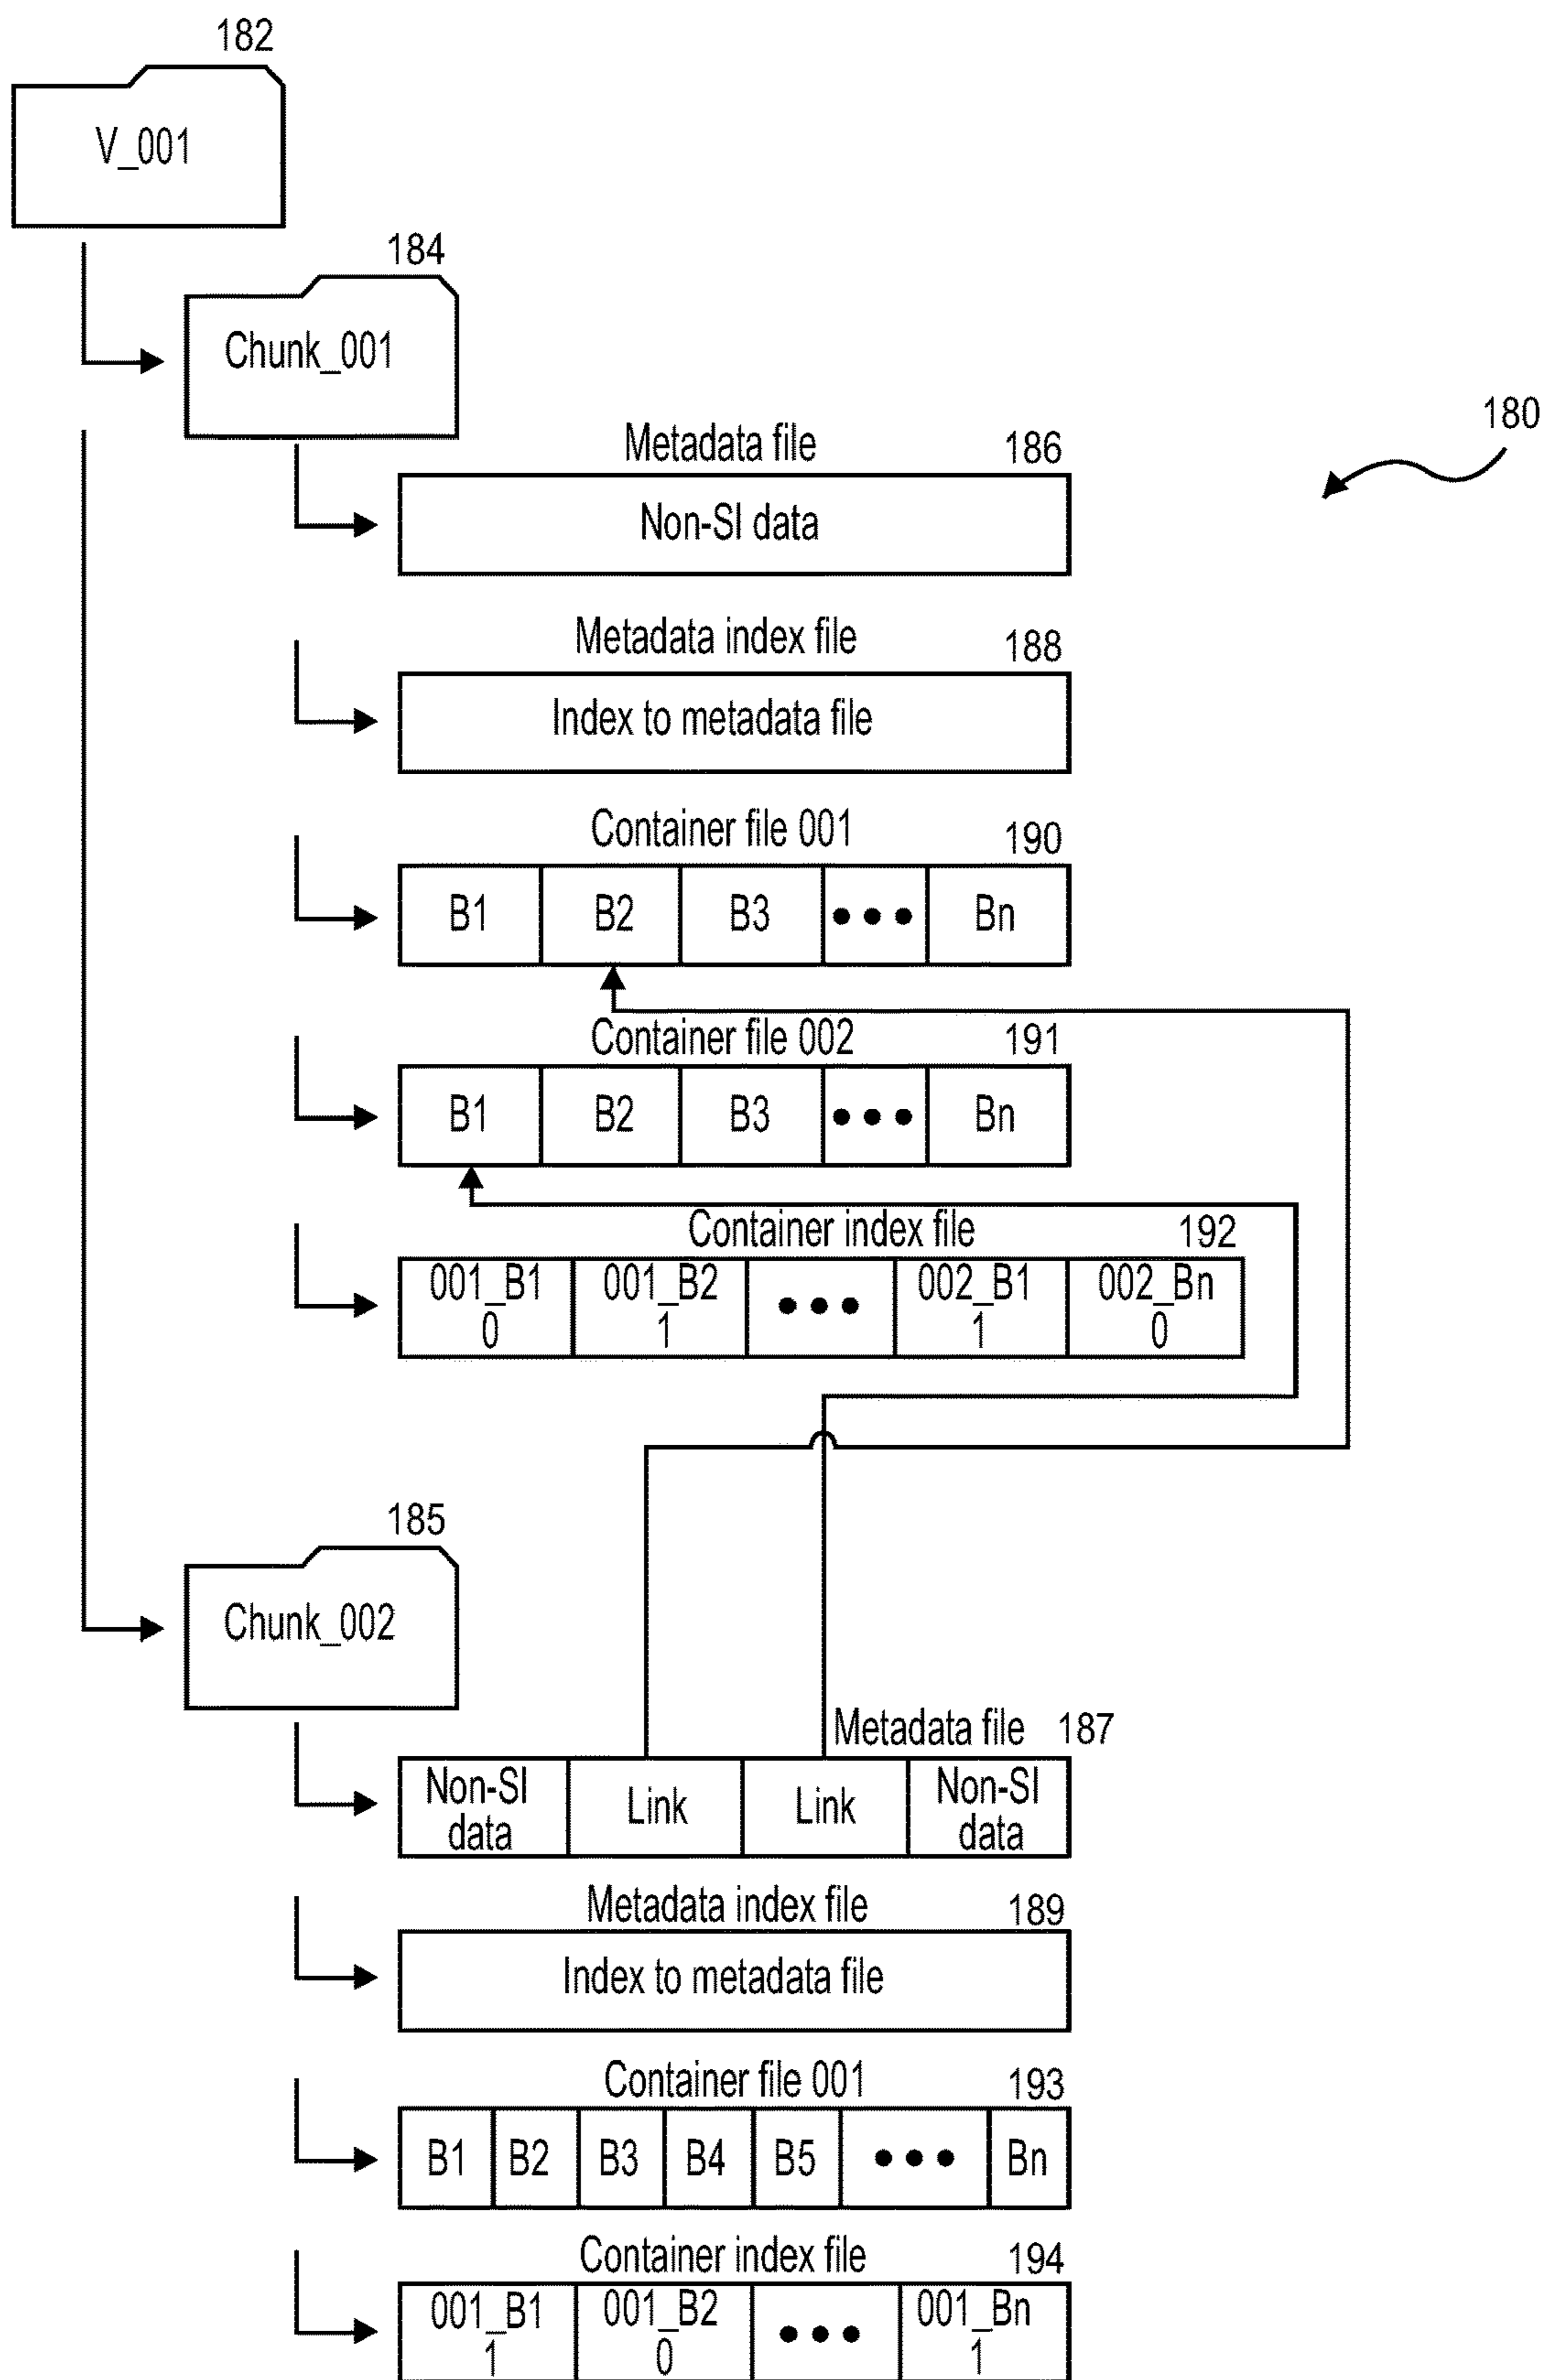 182
V_001
184
Chunk_001
180
Metadata file 186
Non-SI data
Metadata index file 188
Index to metadata file
Container file 001 190
B1 B2 B3 ••• Bn
Container file 002 191
B1 B2 B3 ••• Bn
Container index file 192
001_B1 001_B2 ••• 002_B1 002_Bn
0 1 1 0
185
Chunk_002
Metadata file 187
Non-SI Link Link Non-SI
data data
Metadata index file 189
Index to metadata file
Container file 001 193
B1 B2 B3 B4 B5 ••• Bn
Container index file 194
001_B1 001_B2 ••• 001_Bn
1 0 1